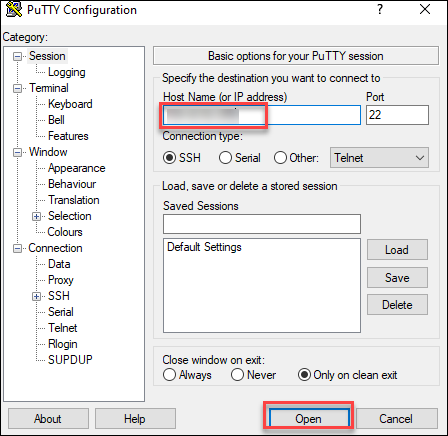 PuTTY Configuration
Category:
Session
Logging
Terminal
Keyboard
Bell
Features
Window
Appearance
Behaviour
Translation
Selection
Colours
Connection
Data
Proxy
SSH
Serial
Telnet
Rlogin
SUPDUP
Basic options for your PuTTY session
Specify the destination you want to connect to
Host Name (or IP address) Port
22
Connection type:
SSH Serial Other: Telnet
Load, save or delete a stored session
Saved Sessions
Default Settings
Load
Save
Delete
Close window on exit:
Always Never Only on clean exit
About Help Open Cancel